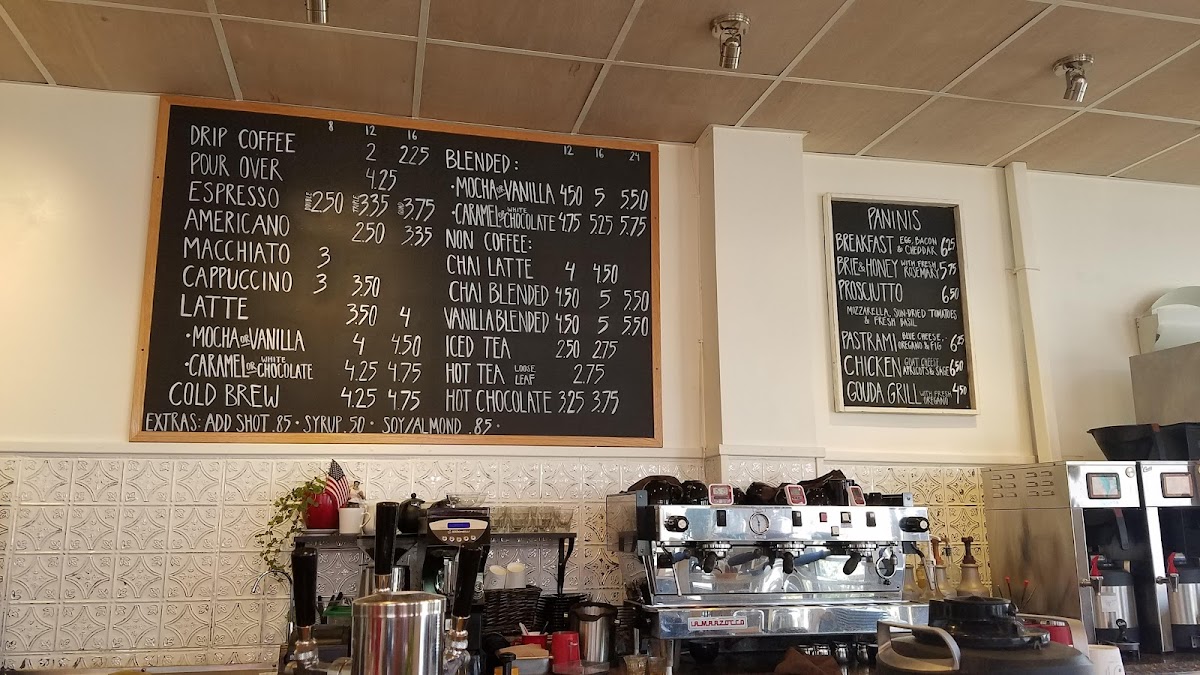 8 12 16
DRIP COFFEE 2 2.25
POUR OVER 4.25
ESPRESSO DOUBLE 2.50 TRIPLE 3.35 QUAD 3.75
AMERICANO 2.50 3.35
MACCHIATO 3
CAPPUCCINO 3 3.50
LATTE 3.50 4
• MOCHA OR VANILLA 4 4.50
• CARAMEL OR WHITE CHOCOLATE 4.25 4.75
COLD BREW 4.25 4.75
12 16 24
BLENDED:
• MOCHA OR VANILLA 4.50 5 5.50
• CARAMEL OR WHITE CHOCOLATE 4.75 5.25 5.75
NON COFFEE:
CHAI LATTE 4 4.50
CHAI BLENDED 4.50 5 5.50
VANILLA BLENDED 4.50 5 5.50
ICED TEA 2.50 2.75
HOT TEA LOOSE LEAF 2.75
HOT CHOCOLATE 3.25 3.75
EXTRAS: ADD SHOT .85 • SYRUP .50 • SOY/ALMOND .85 •
PANINIS
BREAKFAST EGG, BACON & CHEDDAR 6.25
BRIE & HONEY WITH FRESH ROSEMARY 5.75
PROSCIUTTO 6.50
MOZZARELLA, SUN-DRIED TOMATOES
& FRESH BASIL
PASTRAMI BLUE CHEESE, OREGANO & FIG 6.25
CHICKEN GOAT CHEESE APRICOTS & SAGE 6.50
GOUDA GRILL WITH FRESH OREGANO 4.50
LA MARZOCCO